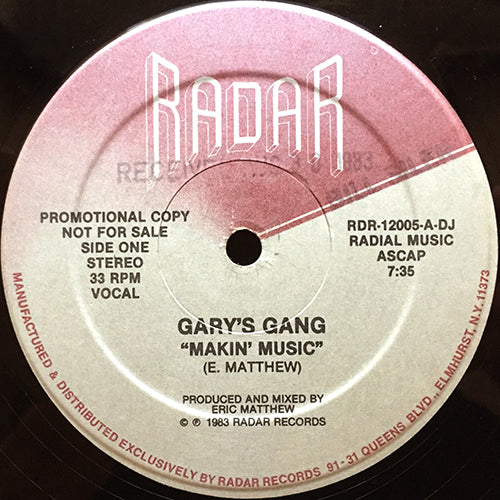 RADAR
RECEIVED
1983
PROMOTIONAL COPY
NOT FOR SALE
SIDE ONE
STEREO
33 RPM
VOCAL
RDR-12005-A-DJ
RADIAL MUSIC
ASCAP
7:35
GARY'S GANG
"MAKIN' MUSIC"
(E. MATTHEW)
PRODUCED AND MIXED BY
ERIC MATTHEW
© ℗ 1983 RADAR RECORDS
MANUFACTURED & DISTRIBUTED EXCLUSIVELY BY RADAR RECORDS 91-31 QUEENS BLVD., ELMHURST, N.Y. 11373